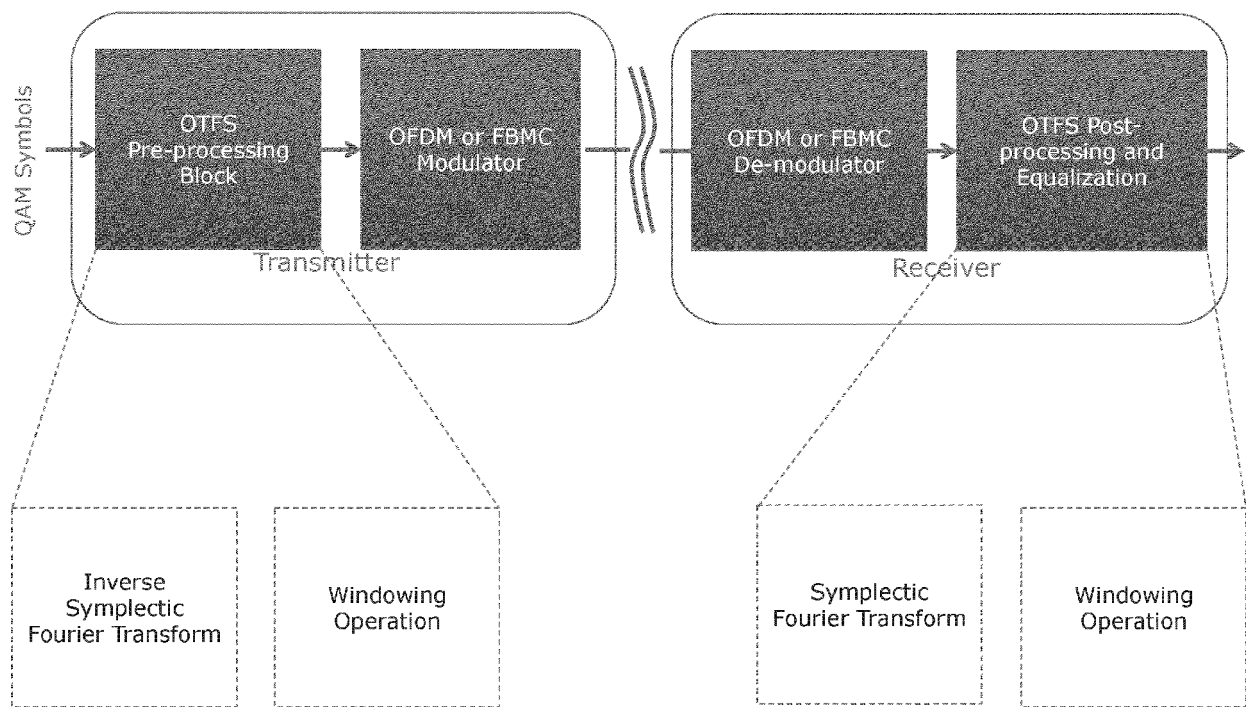 QAM Symbols
OTFS
Pre-processing
Block
OFDM or FBMC
Modulator
Transmitter
OFDM or FBMC
De-modulator
OTFS Post-
processing and
Equalization
Receiver
Inverse
Symplectic
Fourier Transform
Windowing
Operation
Symplectic
Fourier Transform
Windowing
Operation